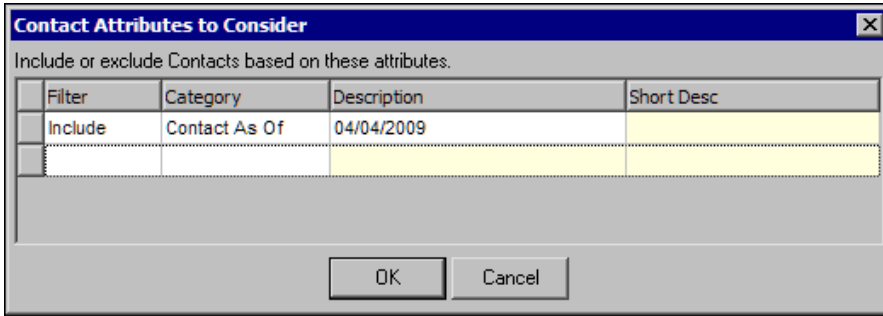 Contact Attributes to Consider
Include or exclude Contacts based on these attributes.
Filter Category Description Short Desc
Include Contact As Of 04/04/2009
OK Cancel